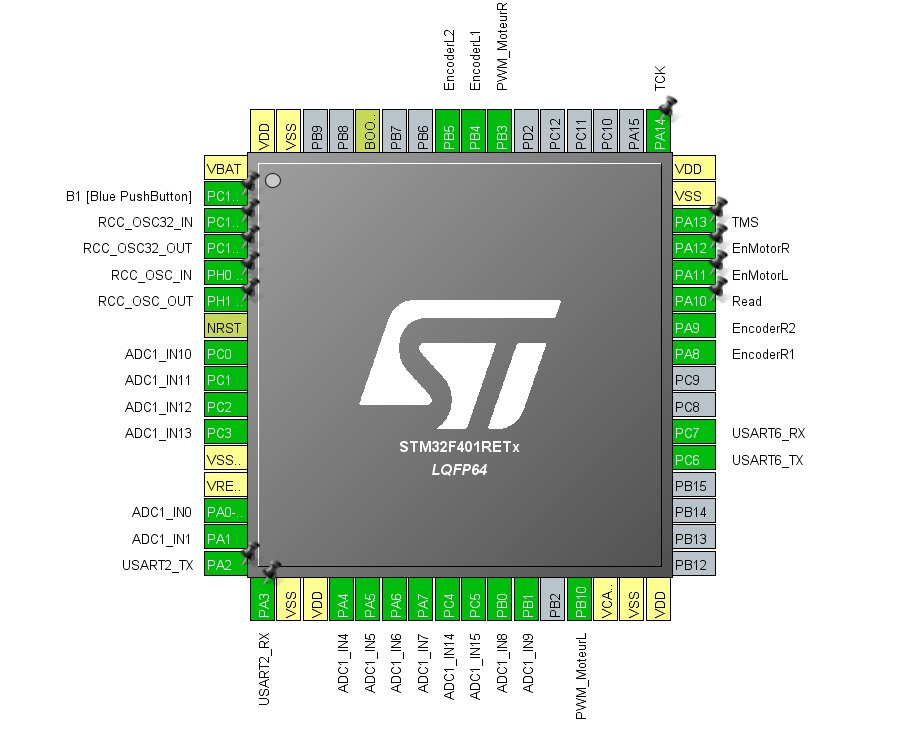 EncoderL2
EncoderL1
PWM_MoteurR
TCK
VDD
VSS
PB9
PB8
BOO..
PB7
PB6
PB5
PB4
PB3
PD2
PC12
PC11
PC10
PA15
PA14
VBAT
B1 [Blue PushButton] PC1..
RCC_OSC32_IN PC1..
RCC_OSC32_OUT PC1..
RCC_OSC_IN PH0..
RCC_OSC_OUT PH1..
NRST
ADC1_IN10 PC0
ADC1_IN11 PC1
ADC1_IN12 PC2
ADC1_IN13 PC3
VSS..
VRE..
ADC1_IN0 PA0-..
ADC1_IN1 PA1
USART2_TX PA2
STM32F401RETx
LQFP64
VDD
VSS
PA13 TMS
PA12 EnMotorR
PA11 EnMotorL
PA10 Read
PA9 EncoderR2
PA8 EncoderR1
PC9
PC8
PC7 USART6_RX
PC6 USART6_TX
PB15
PB14
PB13
PB12
PA3
VSS
VDD
PA4
PA5
PA6
PA7
PC4
PC5
PB0
PB1
PB2
PB10
VCA..
VSS
VDD
USART2_RX
ADC1_IN4
ADC1_IN5
ADC1_IN6
ADC1_IN7
ADC1_IN14
ADC1_IN15
ADC1_IN8
ADC1_IN9
PWM_MoteurL